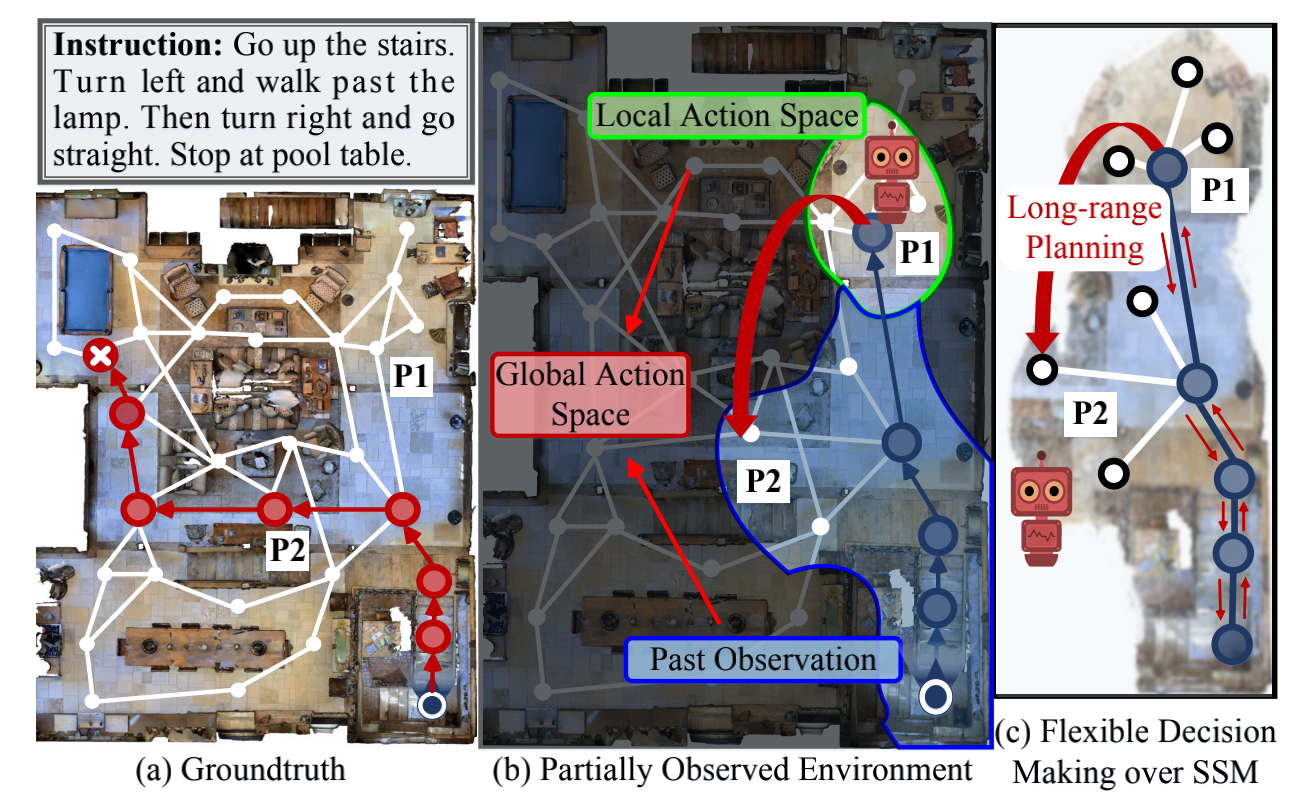 Instruction: Go up the stairs.
Turn left and walk past the
lamp. Then turn right and go
straight. Stop at pool table.
P1
P2
(a) Groundtruth
Local Action Space
P1
Global Action
Space
P2
Past Observation
(b) Partially Observed Environment
P1
Long-range
Planning
P2
(c) Flexible Decision
Making over SSM